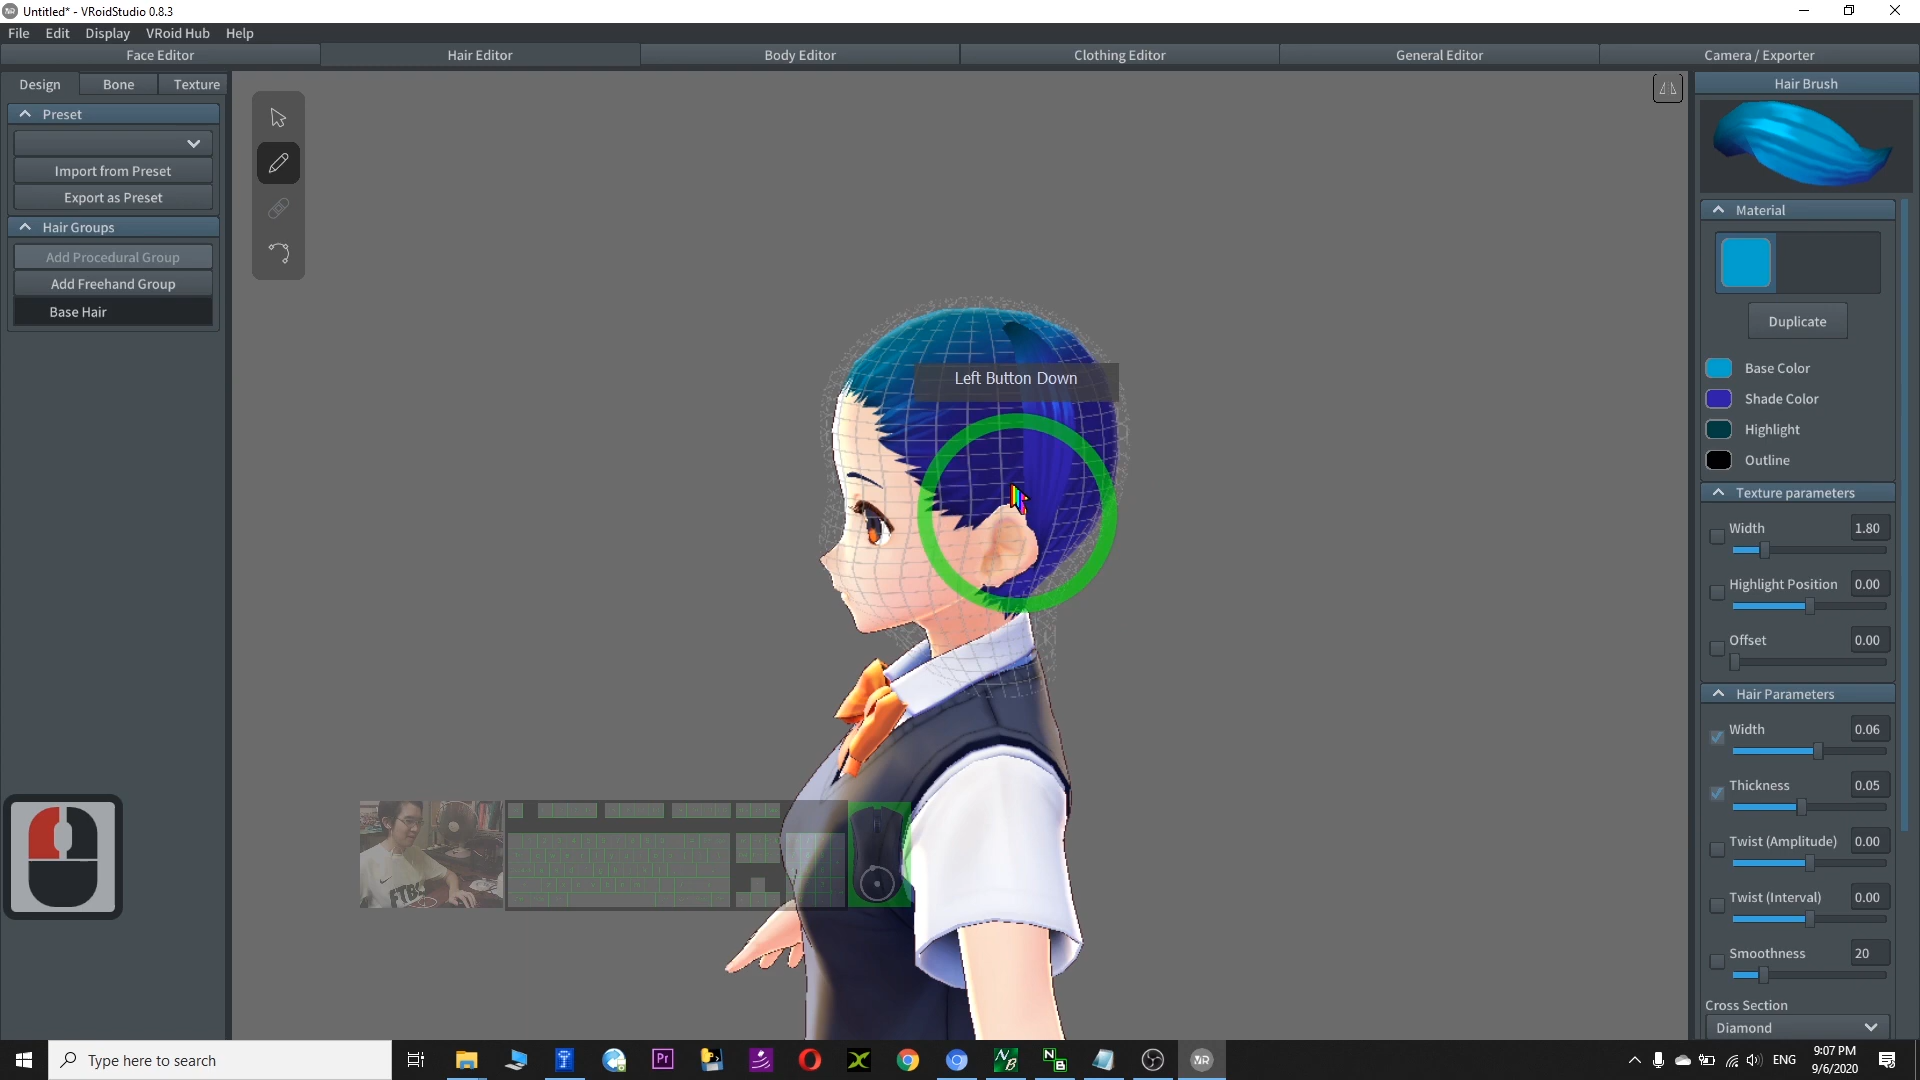 Untitled* - VRoidStudio 0.8.3
File Edit Display VRoid Hub Help
Face Editor Hair Editor Body Editor Clothing Editor General Editor Camera / Exporter
Design Bone Texture
Preset
Import from Preset
Export as Preset
Hair Groups
Add Procedural Group
Add Freehand Group
Base Hair
Left Button Down
Hair Brush
Material
Duplicate
Base Color
Shade Color
Highlight
Outline
Texture parameters
Width 1.80
Highlight Position 0.00
Offset 0.00
Hair Parameters
Width 0.06
Thickness 0.05
Twist (Amplitude) 0.00
Twist (Interval) 0.00
Smoothness 20
Cross Section
Diamond
Type here to search
Pr
ENG
9:07 PM
9/6/2020